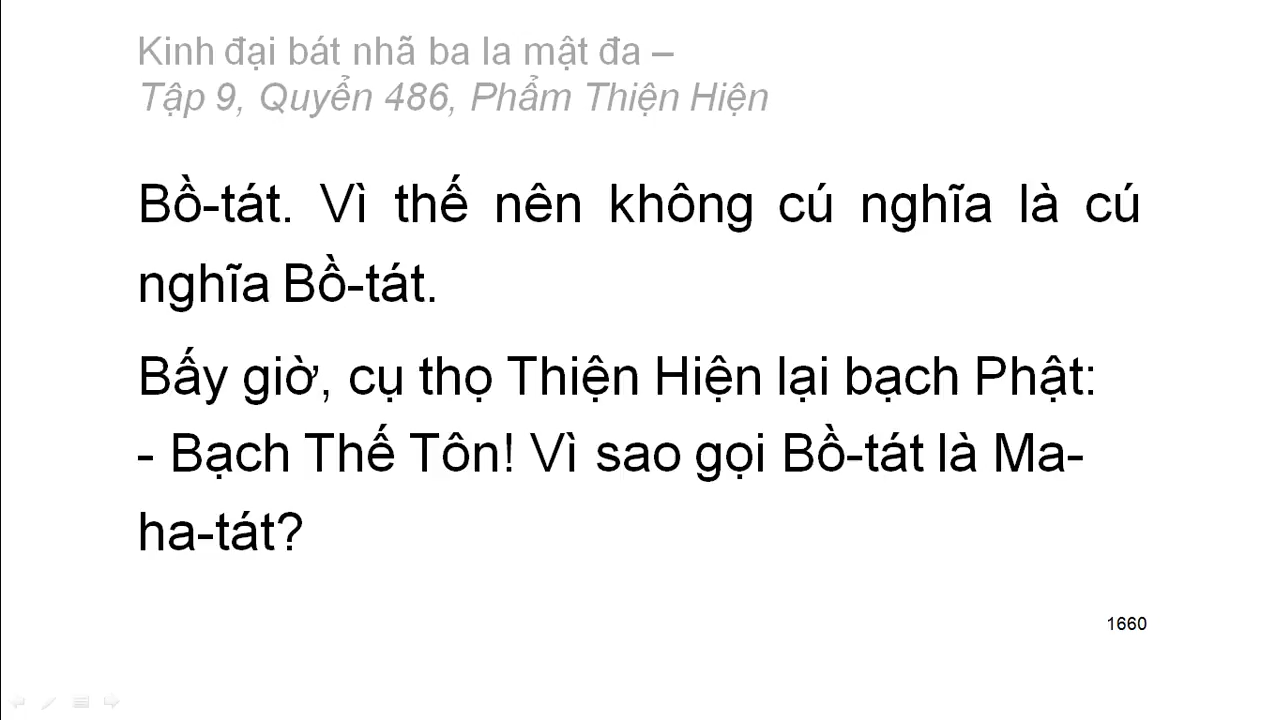 Kinh đại bát nhã ba la mật đa –
Tập 9, Quyển 486, Phẩm Thiện Hiện
Bồ-tát. Vì thế nên không cú nghĩa là cú
nghĩa Bồ-tát.
Bấy giờ, cụ thọ Thiện Hiện lại bạch Phật:
- Bạch Thế Tôn! Vì sao gọi Bồ-tát là Ma-
ha-tát?
1660